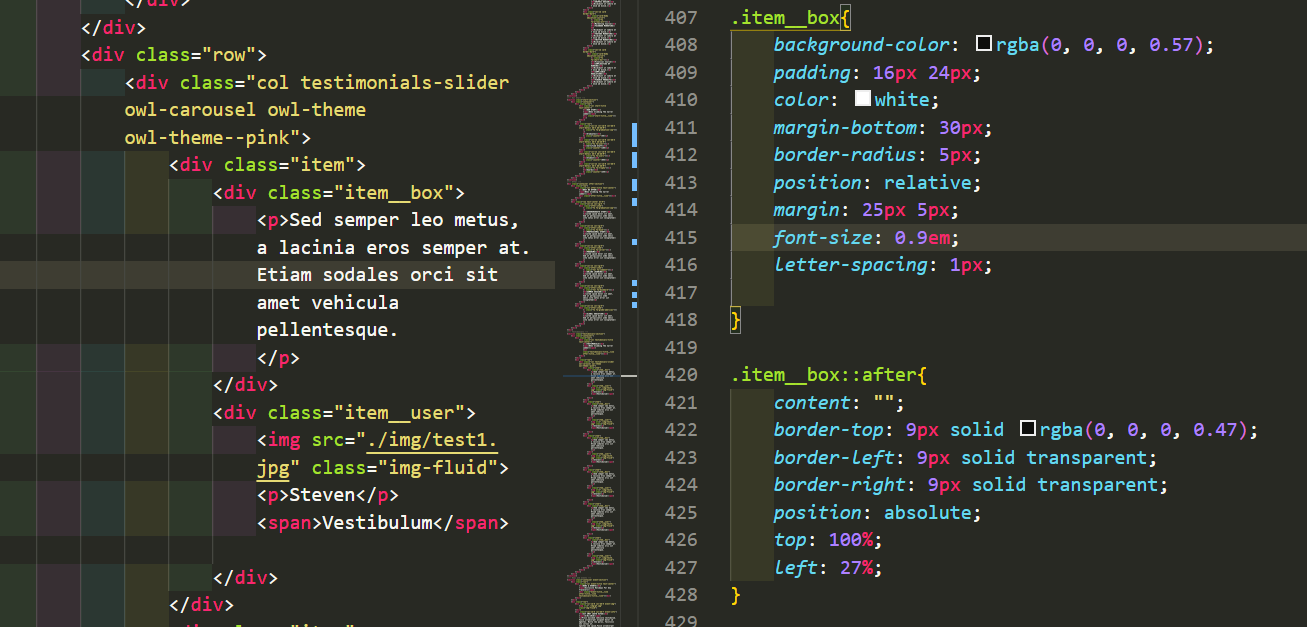 </div>
</div>
<div class="row">
<div class="col testimonials-slider
owl-carousel owl-theme
owl-theme--pink">
<div class="item">
<div class="item__box">
<p>Sed semper leo metus,
a lacinia eros semper at.
Etiam sodales orci sit
amet vehicula
pellentesque.
</p>
</div>
<div class="item__user">
<img src="./img/test1.
jpg" class="img-fluid">
<p>Steven</p>
<span>Vestibulum</span>
</div>
</div>
407 .item__box{
408 background-color: rgba(0, 0, 0, 0.57);
409 padding: 16px 24px;
410 color: white;
411 margin-bottom: 30px;
412 border-radius: 5px;
413 position: relative;
414 margin: 25px 5px;
415 font-size: 0.9em;
416 letter-spacing: 1px;
417
418 }
419
420 .item__box::after{
421 content: "";
422 border-top: 9px solid rgba(0, 0, 0, 0.47);
423 border-left: 9px solid transparent;
424 border-right: 9px solid transparent;
425 position: absolute;
426 top: 100%;
427 left: 27%;
428 }
429